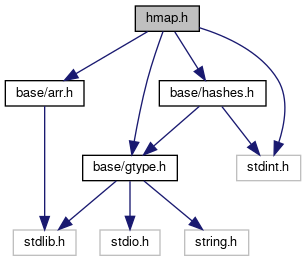 hmap.h
base/arr.h
base/hashes.h
base/gtype.h
stdint.h
stdlib.h
stdio.h
string.h